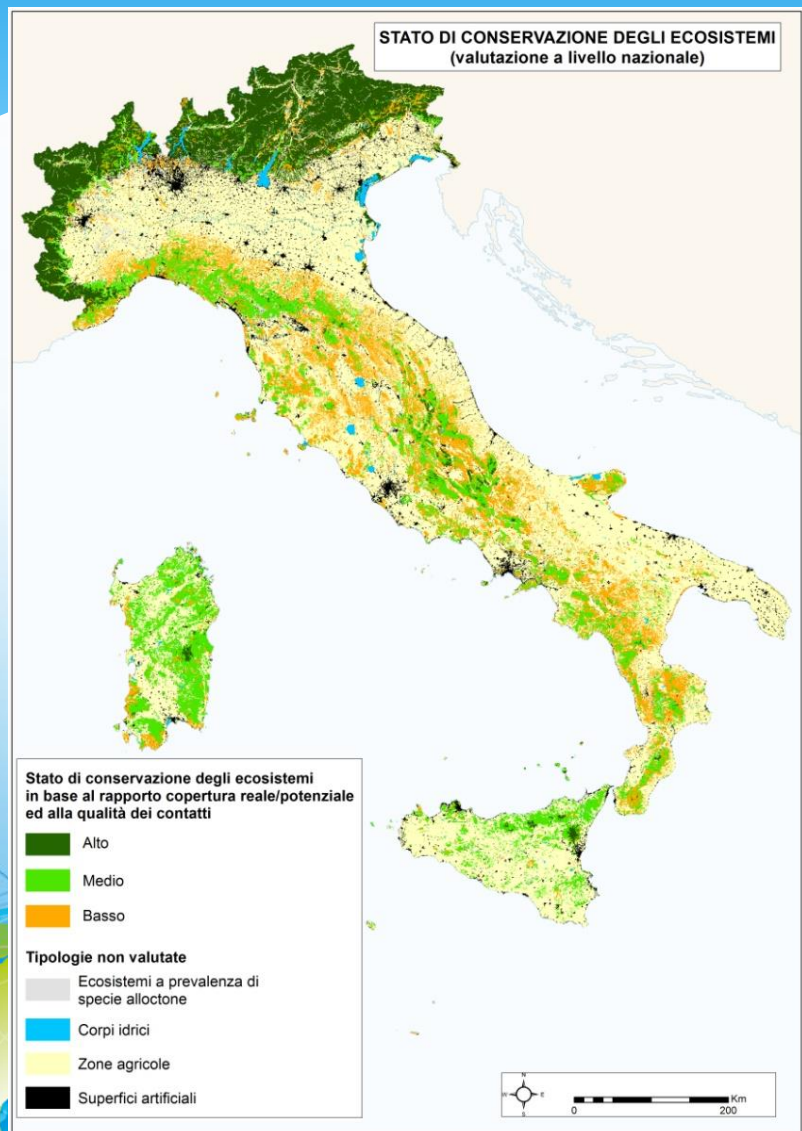 STATO DI CONSERVAZIONE DEGLI ECOSISTEMI
(valutazione a livello nazionale)
Stato di conservazione degli ecosistemi
in base al rapporto copertura reale/potenziale
ed alla qualità dei contatti
Alto
Medio
Basso
Tipologie non valutate
Ecosistemi a prevalenza di
specie alloctone
Corpi idrici
Zone agricole
Superfici artificiali
N
W
E
S
Km
0
200